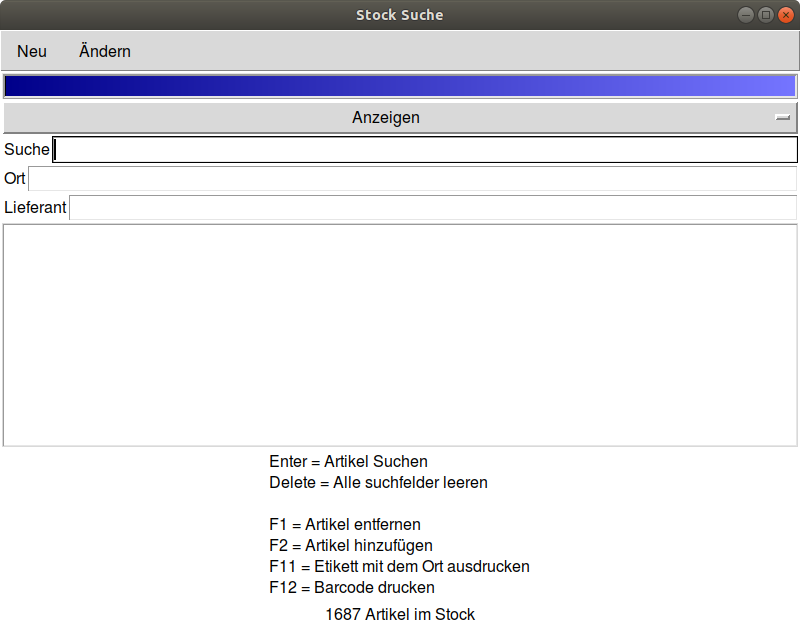 Stock Suche
Neu Ändern
Anzeigen
Suche
Ort
Lieferant
Enter = Artikel Suchen
Delete = Alle suchfelder leeren
F1 = Artikel entfernen
F2 = Artikel hinzufügen
F11 = Etikett mit dem Ort ausdrucken
F12 = Barcode drucken
1687 Artikel im Stock